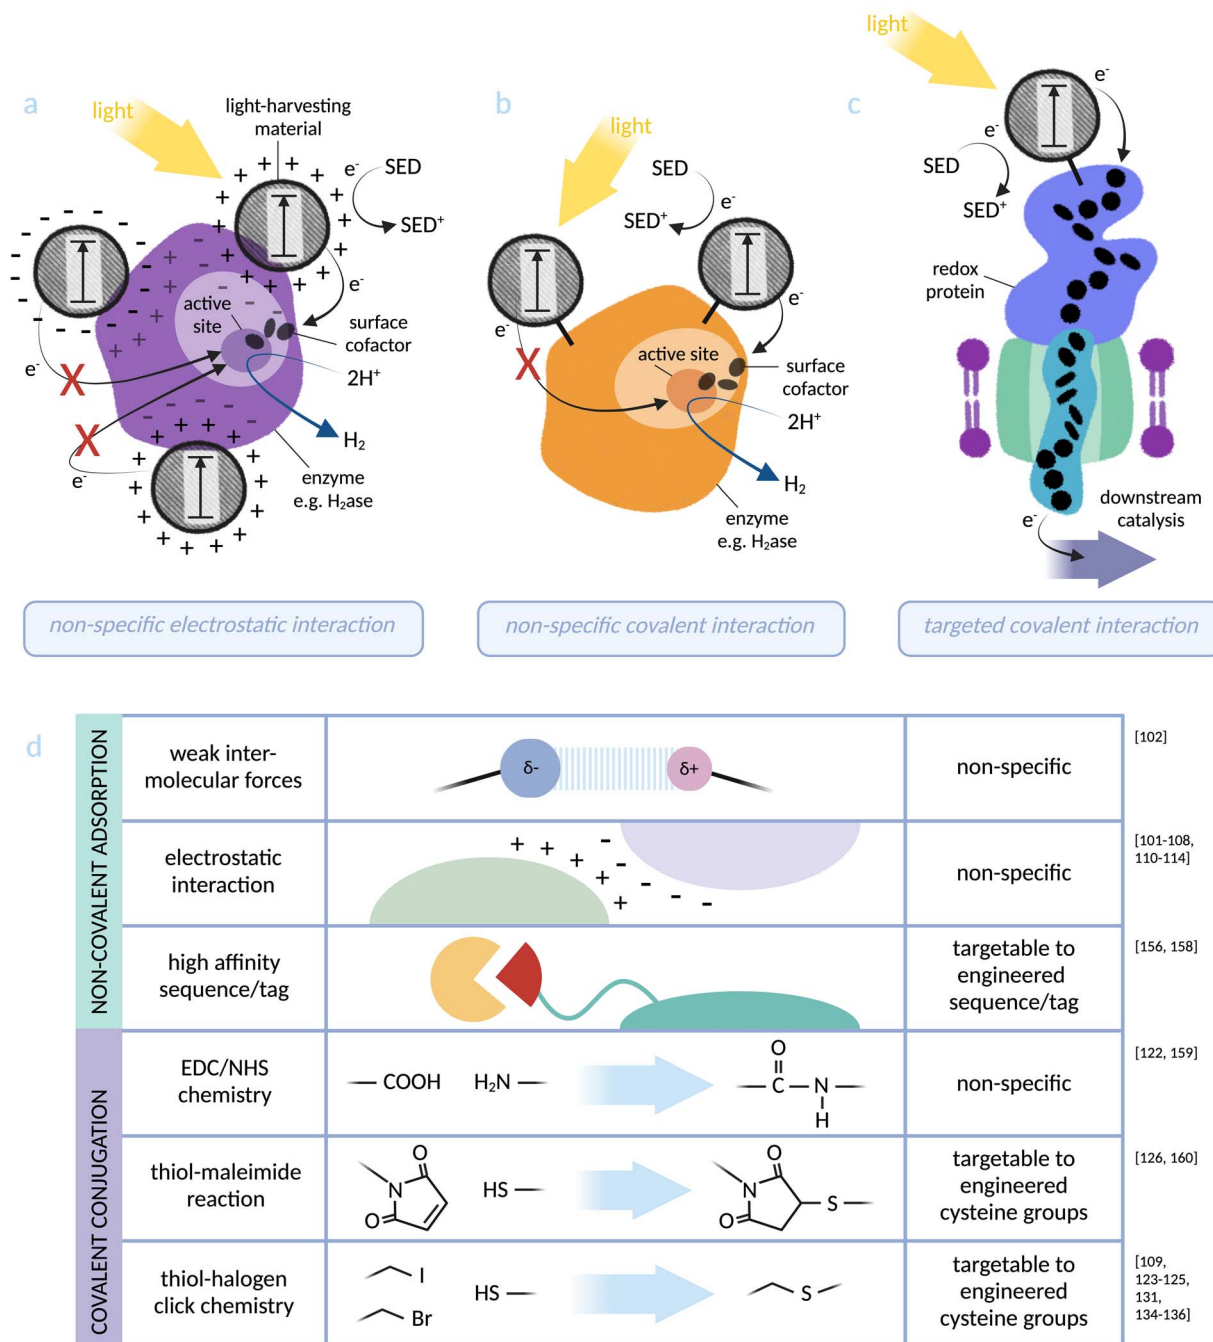 a
light
light-harvesting
material
e-
SED
SED+
e-
active
site
surface
cofactor
2H+
H2
enzyme
e.g. H2ase
e-
X
e-
X
+ + + + + + + + + + + + + + +
- - - - - - - - - - - -
non-specific electrostatic interaction
b
light
SED
e-
SED+
e-
X
e-
active site
surface
cofactor
2H+
H2
enzyme
e.g. H2ase
non-specific covalent interaction
c
light
e-
e-
SED
SED+
redox
protein
e-
downstream
catalysis
targeted covalent interaction
d
NON-COVALENT ADSORPTION
weak inter-
molecular forces
δ-
δ+
non-specific
[102]
electrostatic
interaction
+ + + + +
- - - - -
non-specific
[101-108,
110-114]
high affinity
sequence/tag
targetable to
engineered
sequence/tag
[156, 158]
COVALENT CONJUGATION
EDC/NHS
chemistry
COOH
H2N
O
C
N
H
non-specific
[122, 159]
thiol-maleimide
reaction
O
N
O
HS
O
N
O
S
targetable to
engineered
cysteine groups
[126, 160]
thiol-halogen
click chemistry
I
Br
HS
S
targetable to
engineered
cysteine groups
[109,
123-125,
131,
134-136]